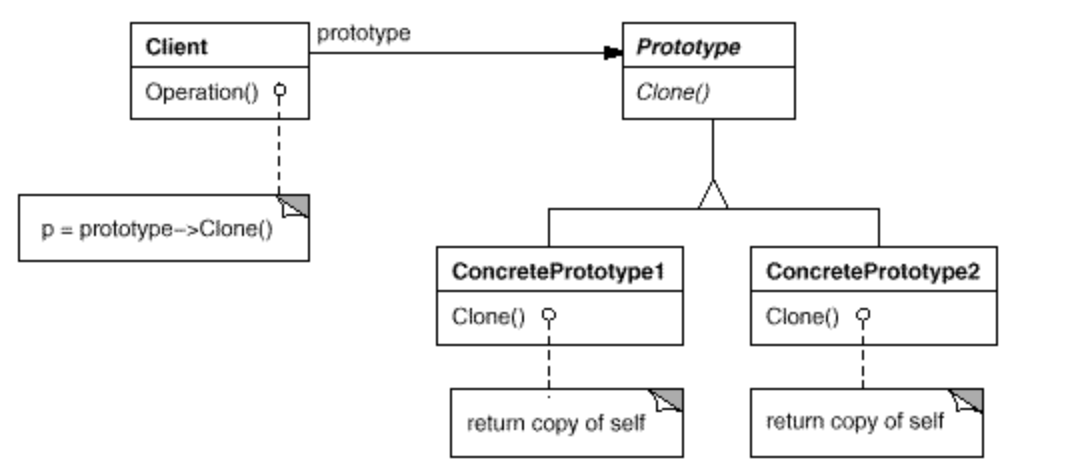 Client
prototype
Prototype
Operation()
Clone()
p = prototype–>Clone()
ConcretePrototype1
ConcretePrototype2
Clone()
Clone()
return copy of self
return copy of self